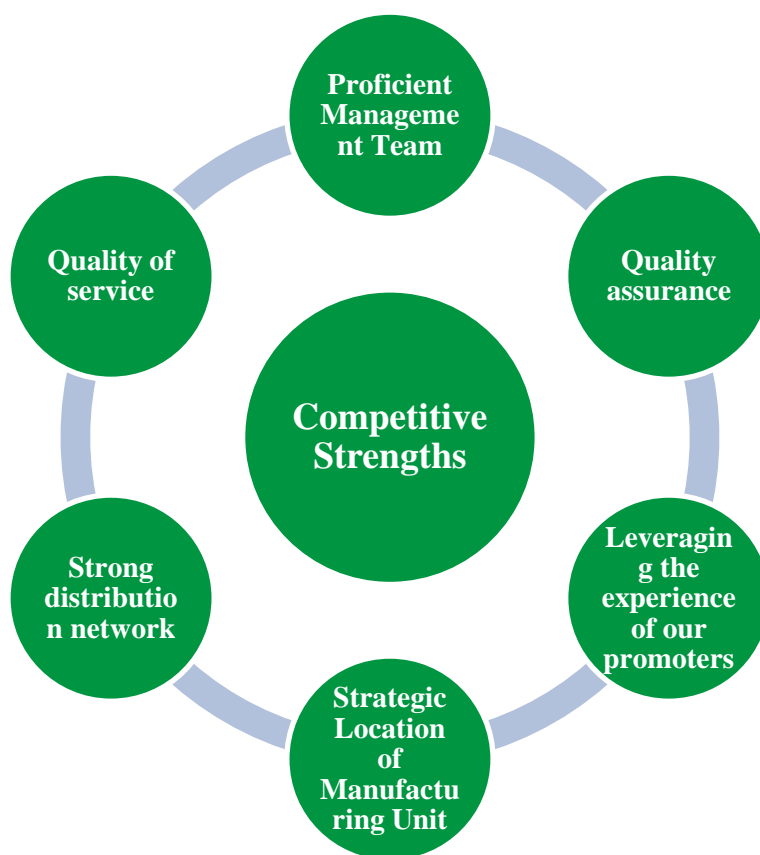 Proficient
Manageme
nt Team
Quality
assurance
Leveragin
g the
experience
of our
promoters
Strategic
Location
of
Manufactu
ring Unit
Strong
distributio
n network
Quality of
service
Competitive
Strengths